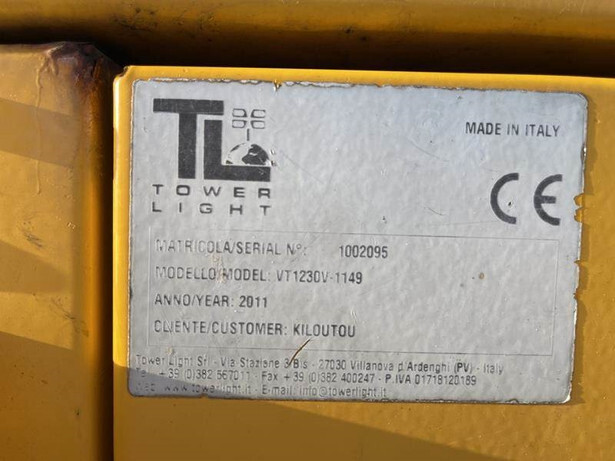 TL
TOWER
LIGHT
MADE IN ITALY
CE
MATRICOLA/SERIAL N°: 1002095
MODELLO/MODEL: VT1230V-1149
ANNO/YEAR: 2011
CLIENTE/CUSTOMER: KILOUTOU
Tower Light Srl - Via Stazione 3/Bis - 27030 Villanova d'Ardenghi (PV) - Italy
Tel. +39 (0)382 567011 - Fax +39 (0)382 400247 - P.IVA 01718120189
www.towerlight.it - E-mail: info@towerlight.it